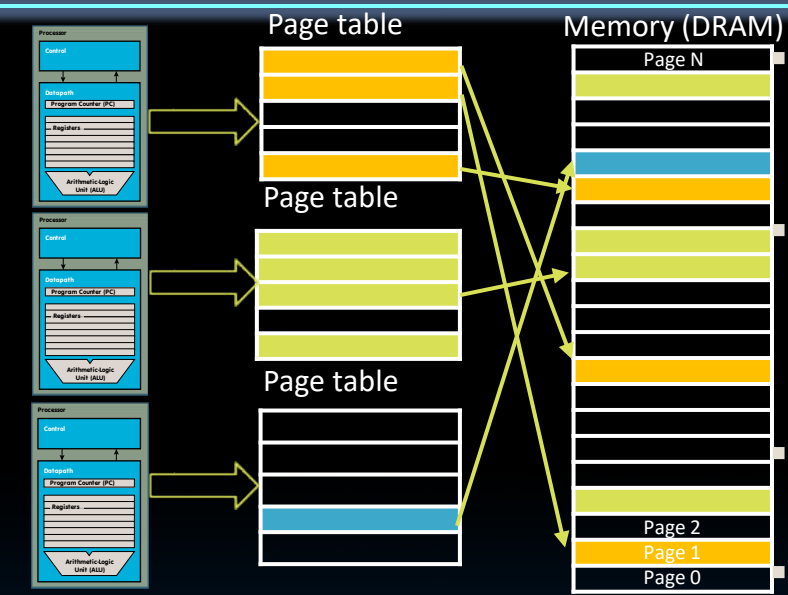 Page table
Memory (DRAM)
Processor
Control
Datapath
Program Counter (PC)
Registers
Arithmetic-Logic
Unit (ALU)
Page N
Page table
Processor
Control
Datapath
Program Counter (PC)
Registers
Arithmetic-Logic
Unit (ALU)
Page table
Processor
Control
Datapath
Program Counter (PC)
Registers
Arithmetic-Logic
Unit (ALU)
Page 2
Page 1
Page 0